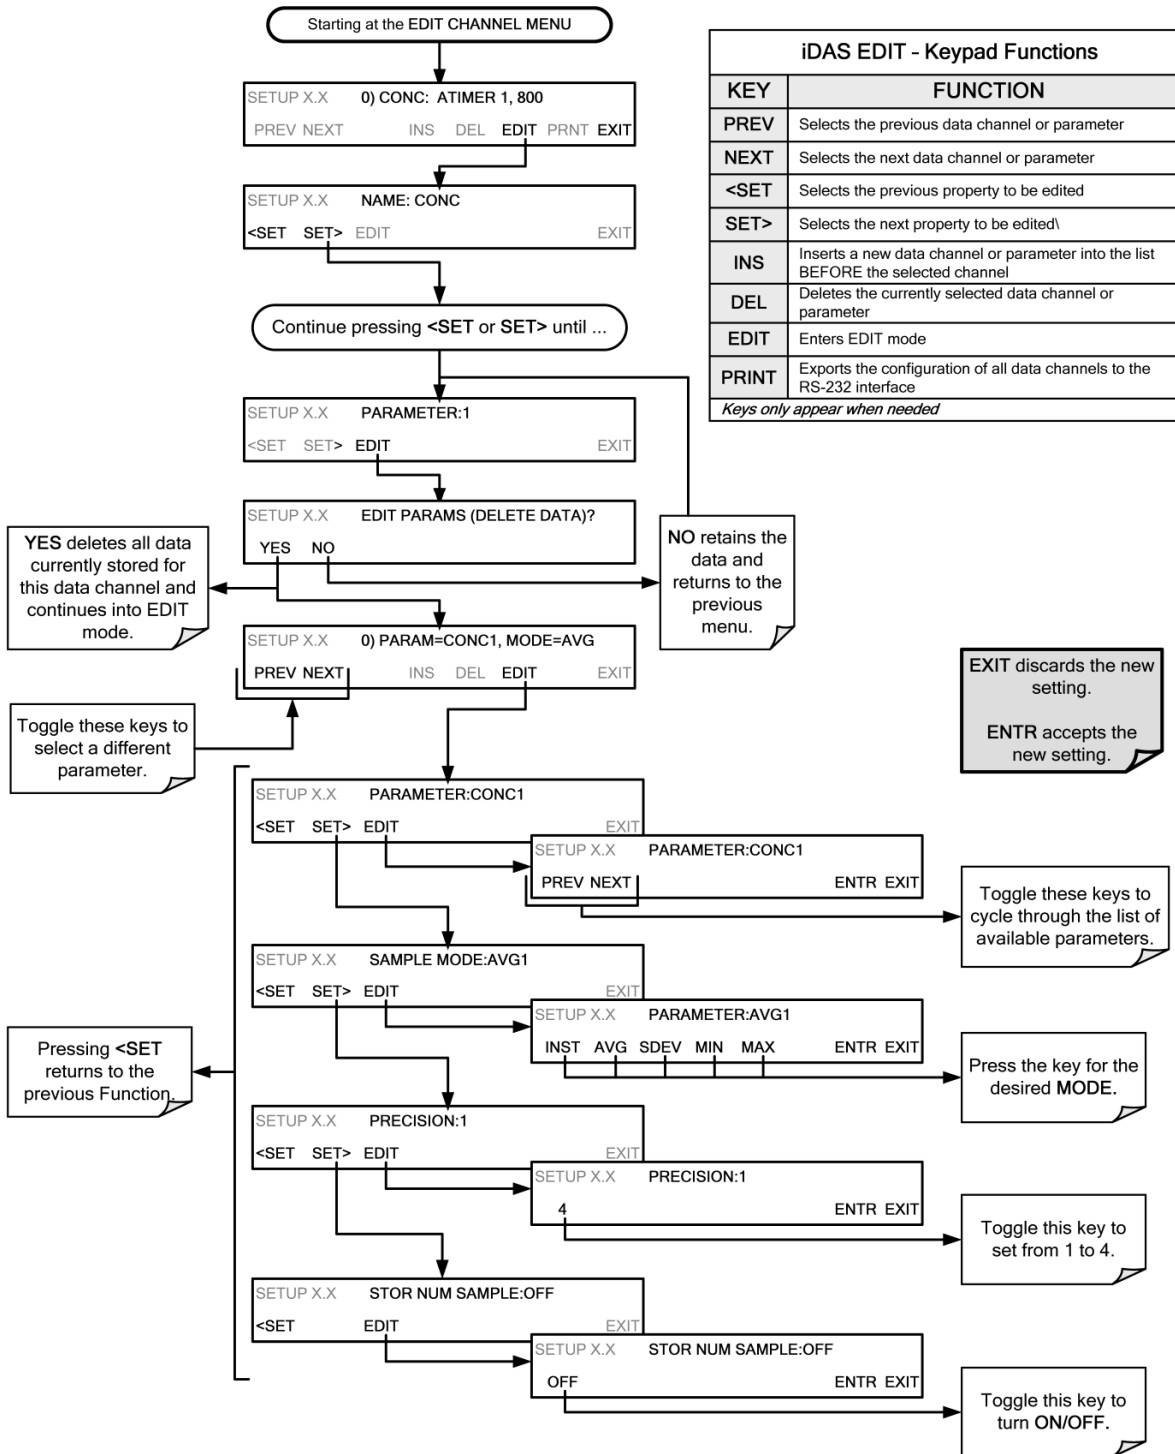 Starting at the EDIT CHANNEL MENU
SETUP X.X 0) CONC: ATIMER 1, 800
PREV NEXT INS DEL EDIT PRNT EXIT
SETUP X.X NAME: CONC
<SET SET> EDIT EXIT
Continue pressing <SET or SET> until ...
SETUP X.X PARAMETER:1
<SET SET> EDIT EXIT
SETUP X.X EDIT PARAMS (DELETE DATA)?
YES NO
YES deletes all data
currently stored for
this data channel and
continues into EDIT
mode.
NO retains the
data and
returns to the
previous
menu.
SETUP X.X 0) PARAM=CONC1, MODE=AVG
PREV NEXT INS DEL EDIT EXIT
Toggle these keys to
select a different
parameter.
iDAS EDIT - Keypad Functions
KEY FUNCTION
PREV Selects the previous data channel or parameter
NEXT Selects the next data channel or parameter
<SET Selects the previous property to be edited
SET> Selects the next property to be edited\
INS Inserts a new data channel or parameter into the list
BEFORE the selected channel
DEL Deletes the currently selected data channel or
parameter
EDIT Enters EDIT mode
PRINT Exports the configuration of all data channels to the
RS-232 interface
Keys only appear when needed
EXIT discards the new
setting.
ENTR accepts the
new setting.
SETUP X.X PARAMETER:CONC1
<SET SET> EDIT EXIT
SETUP X.X PARAMETER:CONC1
PREV NEXT ENTR EXIT
Toggle these keys to
cycle through the list of
available parameters.
SETUP X.X SAMPLE MODE:AVG1
<SET SET> EDIT EXIT
SETUP X.X PARAMETER:AVG1
INST AVG SDEV MIN MAX ENTR EXIT
Press the key for the
desired MODE.
Pressing <SET
returns to the
previous Function.
SETUP X.X PRECISION:1
<SET SET> EDIT EXIT
SETUP X.X PRECISION:1
4 ENTR EXIT
Toggle this key to
set from 1 to 4.
SETUP X.X STOR NUM SAMPLE:OFF
<SET EDIT EXIT
SETUP X.X STOR NUM SAMPLE:OFF
OFF ENTR EXIT
Toggle this key to
turn ON/OFF.